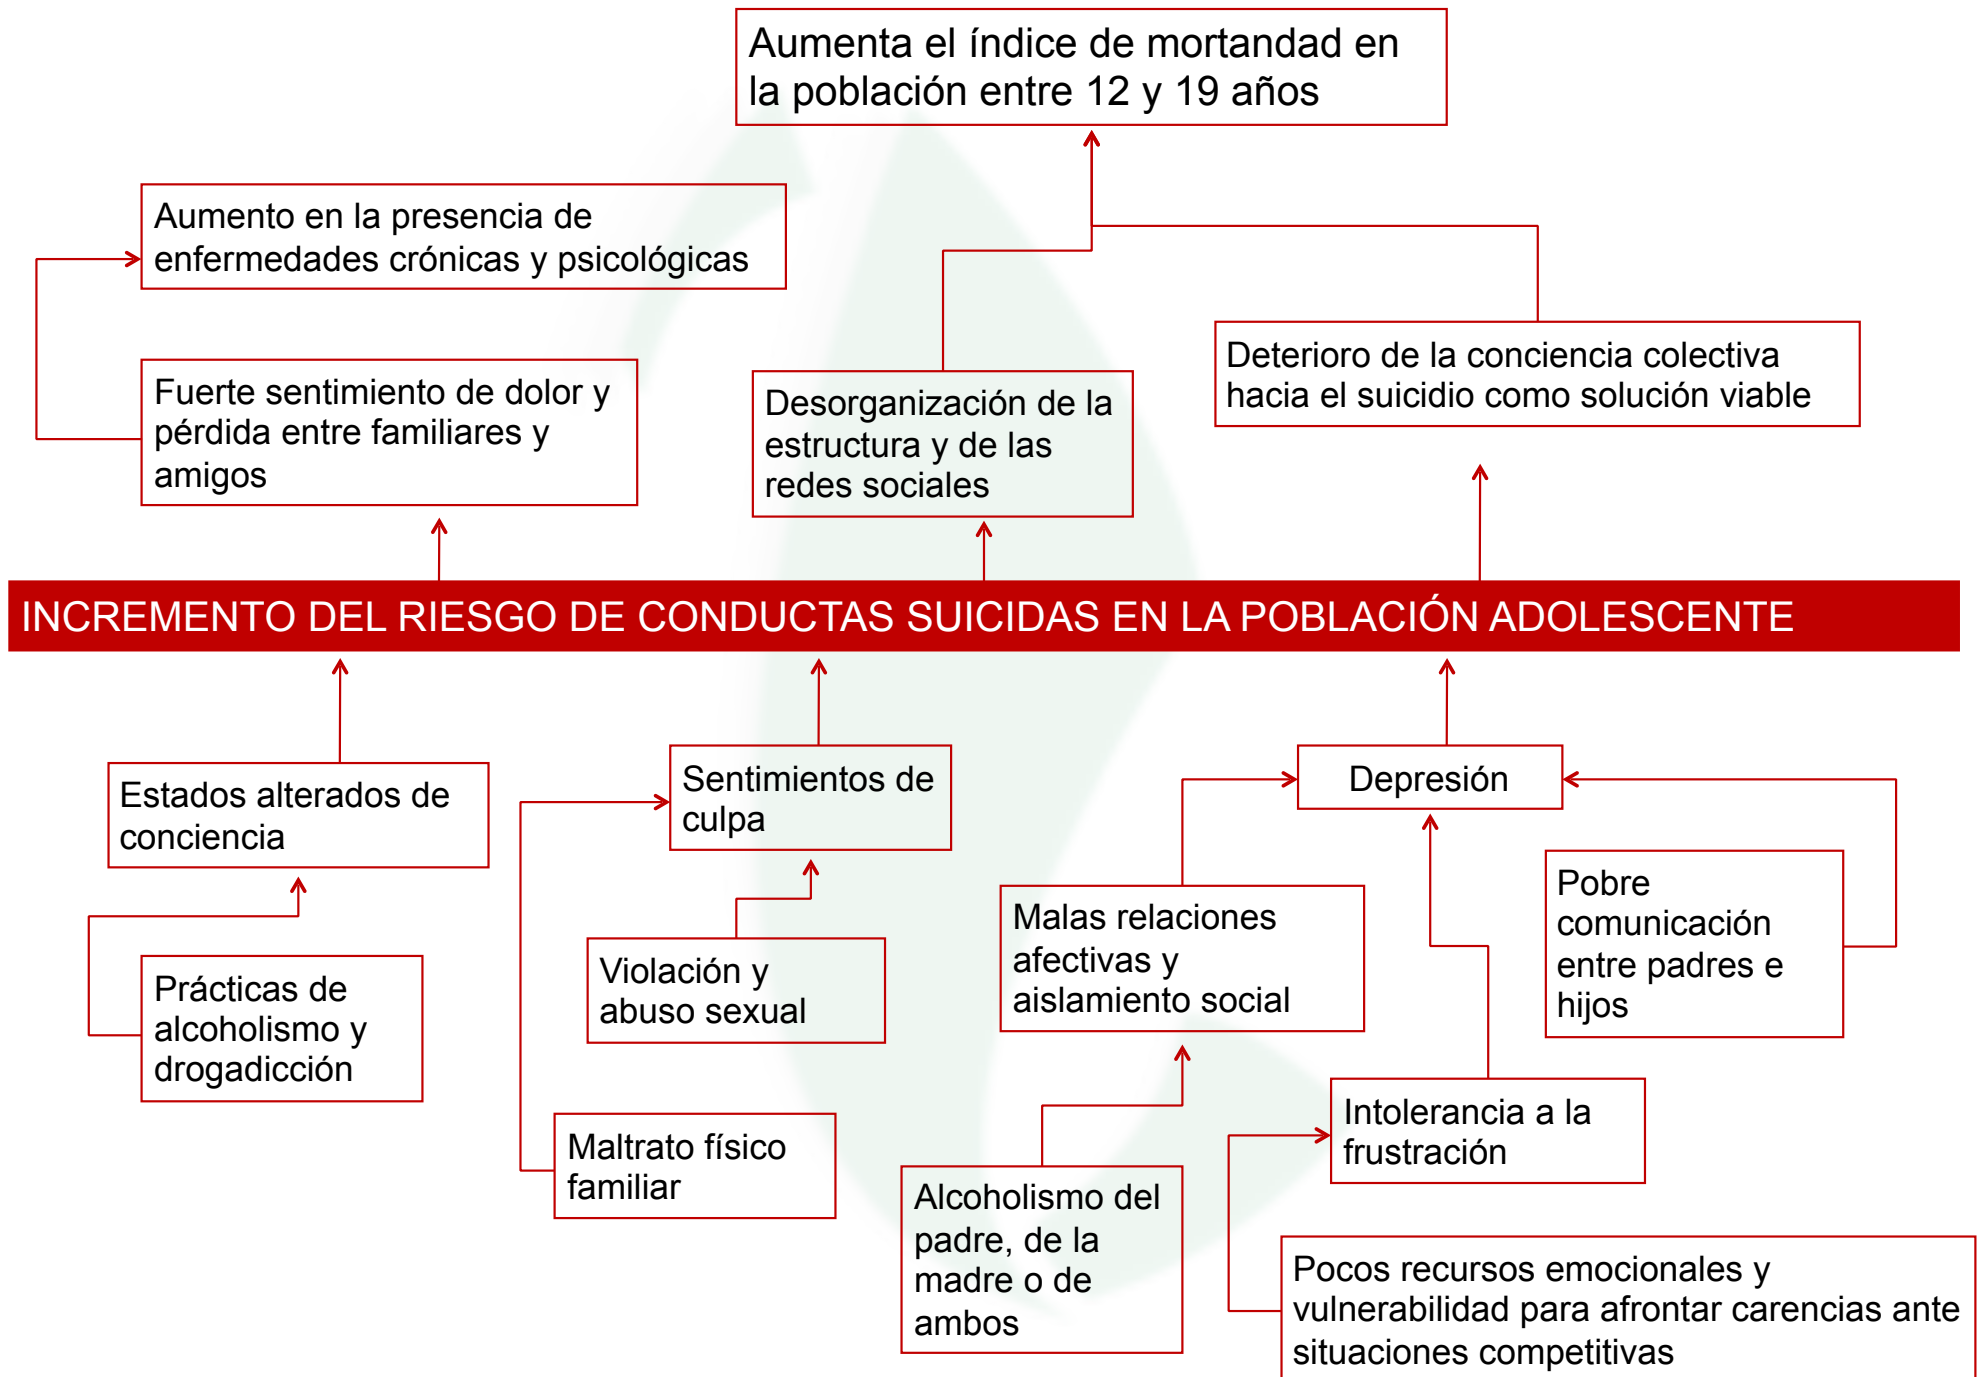 Aumenta el índice de mortandad en
la población entre 12 y 19 años
Aumento en la presencia de
enfermedades crónicas y psicológicas
Fuerte sentimiento de dolor y
pérdida entre familiares y
amigos
Desorganización de la
estructura y de las
redes sociales
Deterioro de la conciencia colectiva
hacia el suicidio como solución viable
INCREMENTO DEL RIESGO DE CONDUCTAS SUICIDAS EN LA POBLACIÓN ADOLESCENTE
Estados alterados de
conciencia
Sentimientos de
culpa
Depresión
Prácticas de
alcoholismo y
drogadicción
Violación y
abuso sexual
Malas relaciones
afectivas y
aislamiento social
Pobre
comunicación
entre padres e
hijos
Maltrato físico
familiar
Alcoholismo del
padre, de la
madre o de
ambos
Intolerancia a la
frustración
Pocos recursos emocionales y
vulnerabilidad para afrontar carencias ante
situaciones competitivas